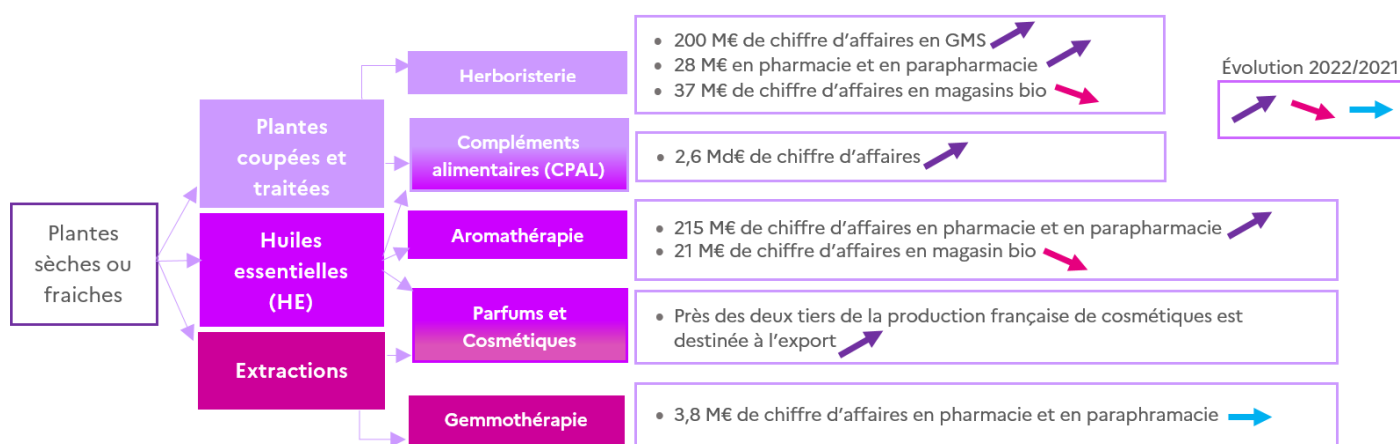 Plantes
sèches ou
fraiches
Plantes
coupées et
traitées
Huiles
essentielles
(HE)
Extractions
Herboristerie
• 200 M€ de chiffre d'affaires en GMS
• 28 M€ en pharmacie et en parapharmacie
• 37 M€ de chiffre d'affaires en magasins bio
Compléments
alimentaires (CPAL)
• 2,6 Md€ de chiffre d'affaires
Aromathérapie
• 215 M€ de chiffre d'affaires en pharmacie et en parapharmacie
• 21 M€ de chiffre d'affaires en magasin bio
Parfums et
Cosmétiques
• Près des deux tiers de la production française de cosmétiques est
destinée à l'export
Gemmothérapie
• 3,8 M€ de chiffre d'affaires en pharmacie et en paraphramacie
Évolution 2022/2021